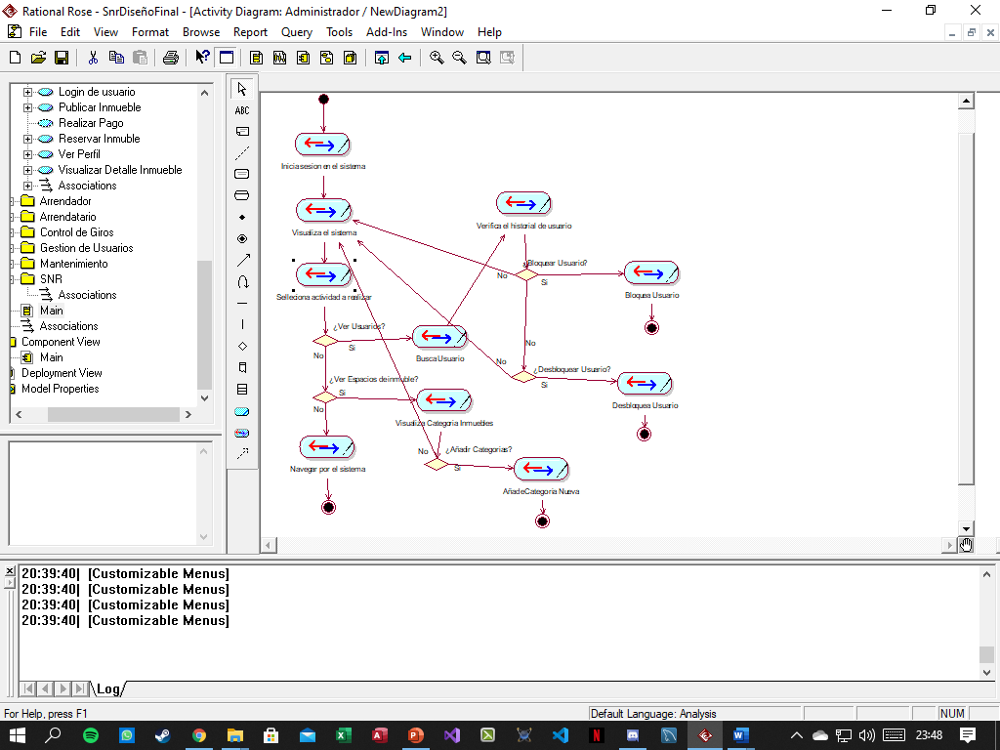 Rational Rose - SnrDiseñoFinal - [Activity Diagram: Administrador / NewDiagram2]
File Edit View Format Browse Report Query Tools Add-Ins Window Help
Login de usuario
Publicar Inmueble
Realizar Pago
Reservar Inmuble
Ver Perfil
Visualizar Detalle Inmueble
Associations
Arrendador
Arrendatario
Control de Giros
Gestion de Usuarios
Mantenimiento
SNR
Associations
Main
Associations
Component View
Main
Deployment View
Model Properties
ABC
Inicia sesion en el sistema
Visualiza el sistema
Selleciona actividad a realizar
¿Ver Usuarios?
Si
No
Busca Usuario
¿Ver Espacios de inmuble?
Si
No
Visualiza Categoria Inmuebles
Navegar por el sistema
¿Añadir Categorias?
No
Si
Añade Categoria Nueva
Verifica el historial de usuario
¿Bloquear Usuario?
No
Si
Bloquea Usuario
No
¿Desbloquear Usuario?
No
Si
Desbloquea Usuario
20:39:40| [Customizable Menus]
20:39:40| [Customizable Menus]
20:39:40| [Customizable Menus]
20:39:40| [Customizable Menus]
Log
For Help, press F1
Default Language: Analysis
NUM
23:48